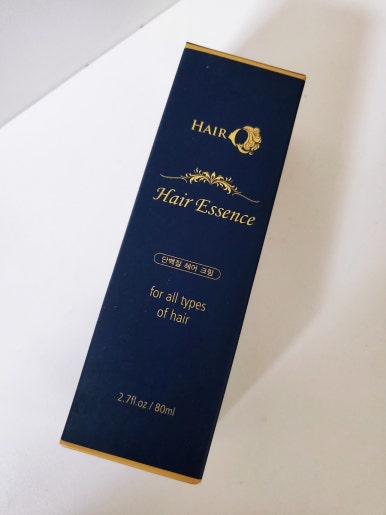 HAIR Q
Hair Essence
단백질 헤어 크림
for all types
of hair
2.7fl.oz / 80ml